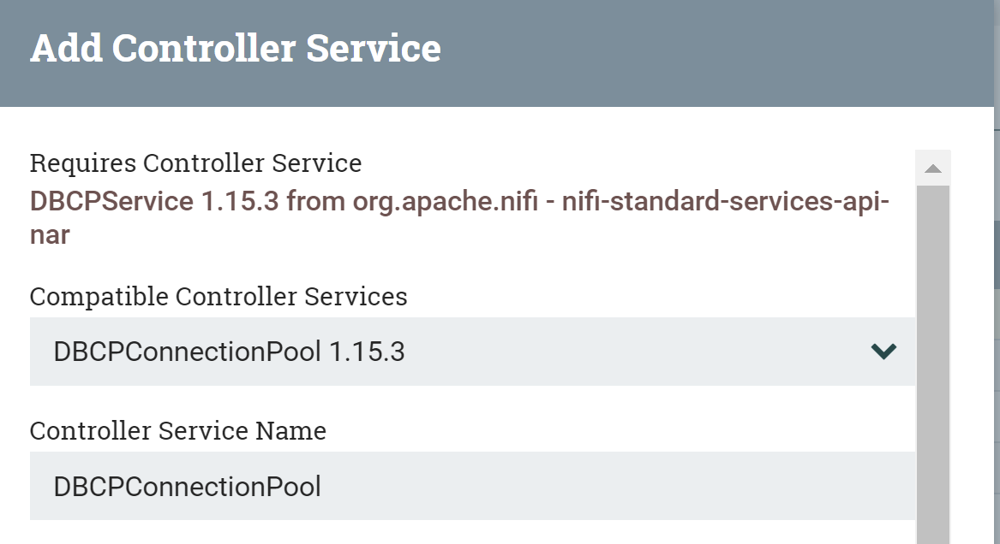 Add Controller Service
Requires Controller Service
DBCPService 1.15.3 from org.apache.nifi - nifi-standard-services-api-
nar
Compatible Controller Services
DBCPConnectionPool 1.15.3
Controller Service Name
DBCPConnectionPool